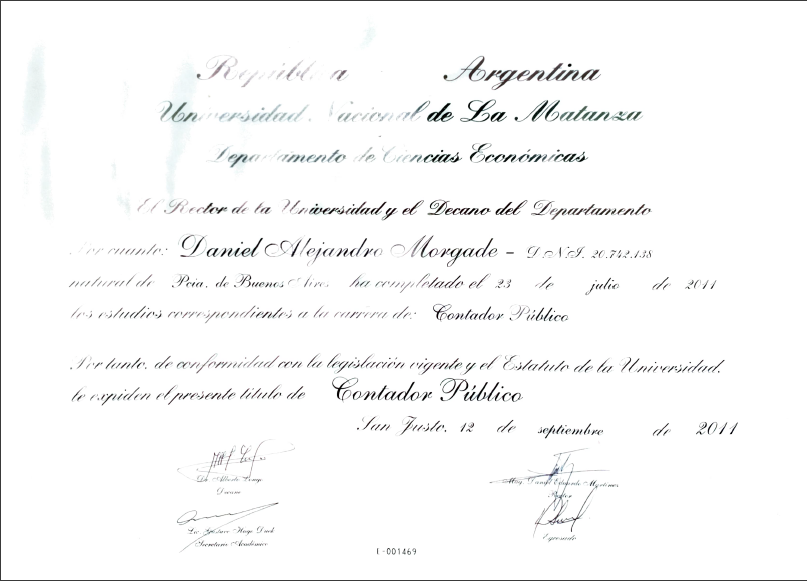 República Argentina
Universidad Nacional de La Matanza
Departamento de Ciencias Económicas
El Rector de la Universidad y el Decano del Departamento
Por cuanto: Daniel Alejandro Morgade - D.N.I. 20.742.138
natural de Pcia. de Buenos Aires ha completado el 23 de julio de 2011
los estudios correspondientes a la carrera de: Contador Público
Por tanto, de conformidad con la legislación vigente y el Estatuto de la Universidad,
le expiden el presente título de Contador Público
San Justo, 12 de septiembre de 2011
Dr. Alberto Longo
Decano
Mag. Daniel Eduardo Martínez
Rector
Lic. Gustavo Hugo Duek
Secretario Académico
Egresado
I-001469